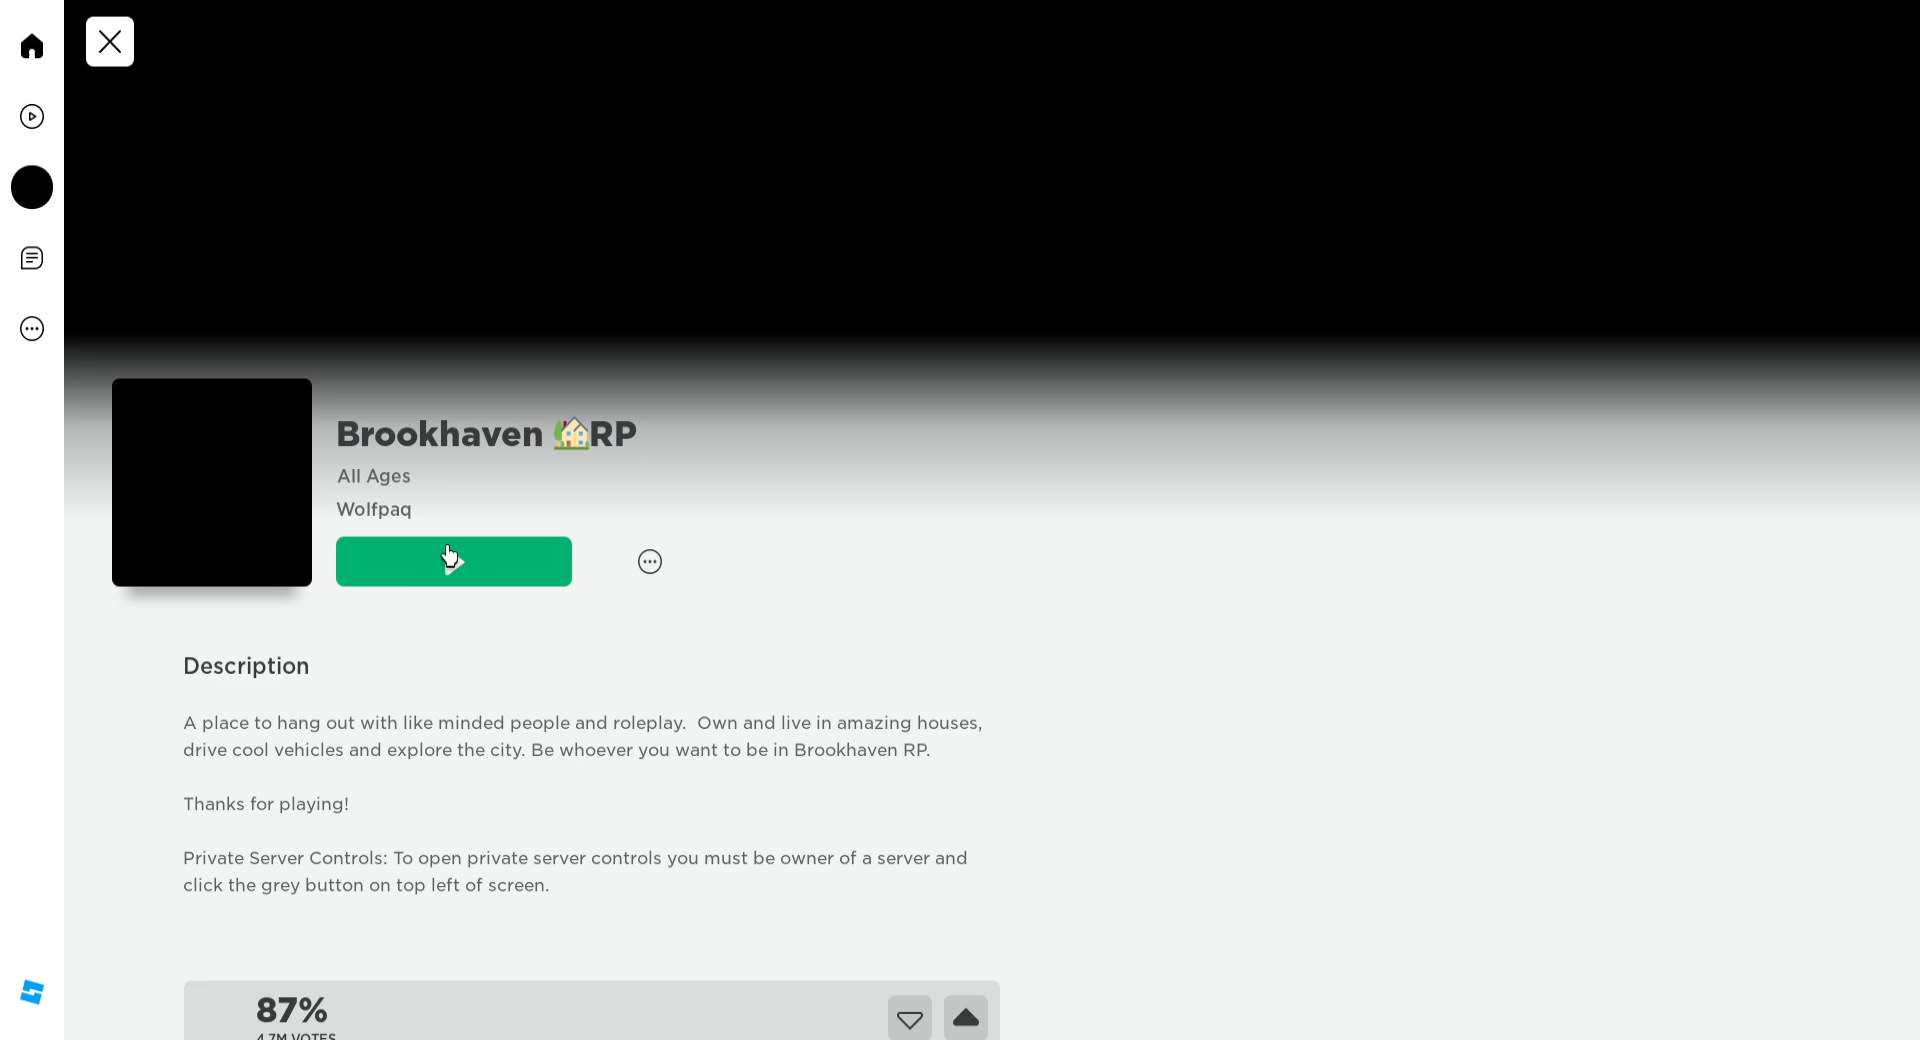 Brookhaven 🏡RP
All Ages
Wolfpaq
Description
A place to hang out with like minded people and roleplay.  Own and live in amazing houses,
drive cool vehicles and explore the city. Be whoever you want to be in Brookhaven RP.
Thanks for playing!
Private Server Controls: To open private server controls you must be owner of a server and
click the grey button on top left of screen.
87%
4.7M VOTES